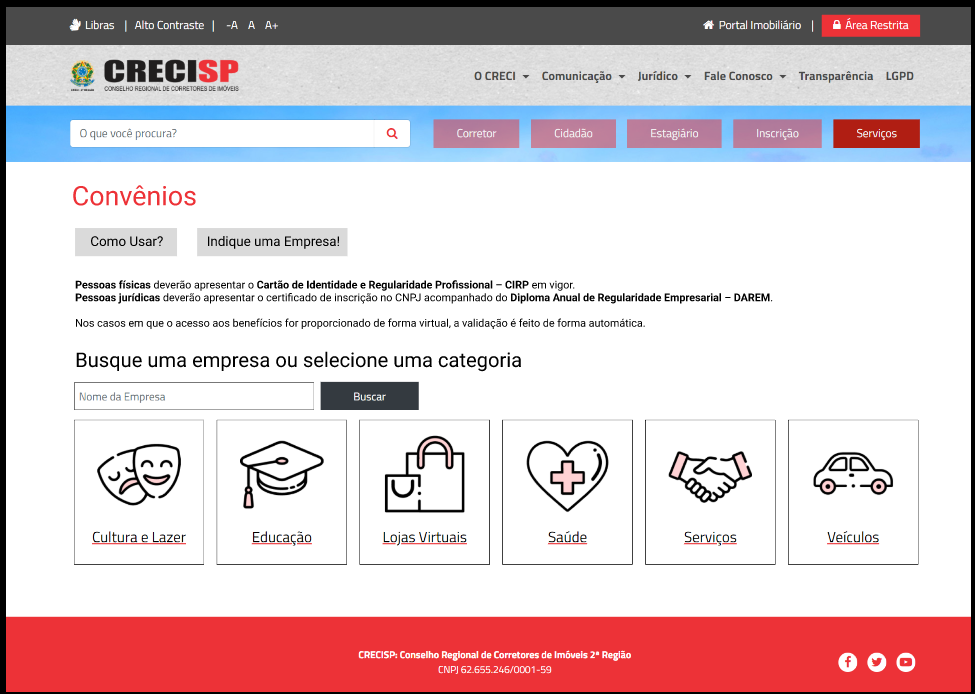 Libras | Alto Contraste | -A A A+
Portal Imobiliário | Área Restrita
CRECISP
CONSELHO REGIONAL DE CORRETORES DE IMÓVEIS
O CRECI Comunicação Jurídico Fale Conosco Transparência LGPD
O que você procura?
Corretor Cidadão Estagiário Inscrição Serviços
Convênios
Como Usar? Indique uma Empresa!
Pessoas físicas deverão apresentar o Cartão de Identidade e Regularidade Profissional – CIRP em vigor.
Pessoas jurídicas deverão apresentar o certificado de inscrição no CNPJ acompanhado do Diploma Anual de Regularidade Empresarial – DAREM.
Nos casos em que o acesso aos benefícios for proporcionado de forma virtual, a validação é feito de forma automática.
Busque uma empresa ou selecione uma categoria
Nome da Empresa Buscar
Cultura e Lazer Educação Lojas Virtuais Saúde Serviços Veículos
CRECISP: Conselho Regional de Corretores de Imóveis 2ª Região
CNPJ 62.655.246/0001-59